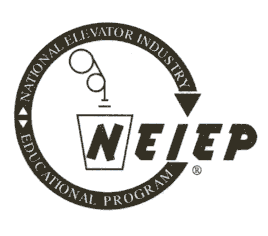 NATIONAL ELEVATOR INDUSTRY
NEIEP
®
EDUCATIONAL PROGRAM